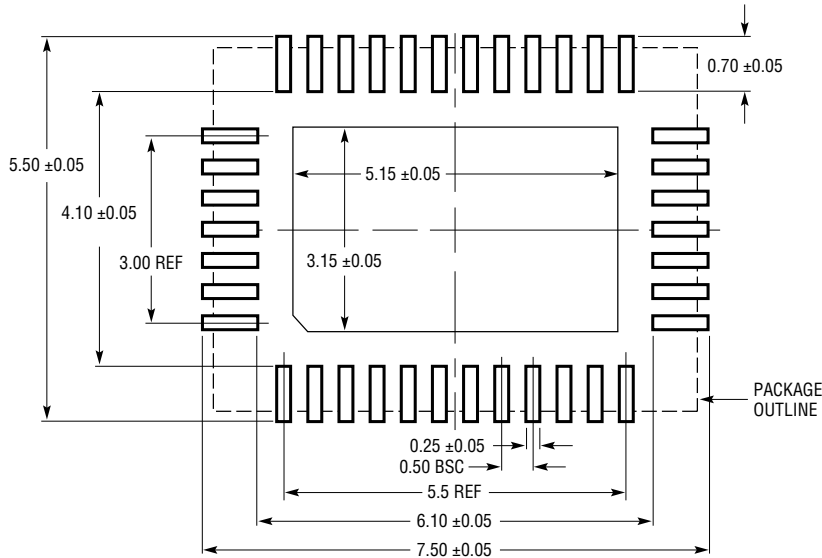 0.70 ±0.05
5.50 ±0.05
5.15 ±0.05
4.10 ±0.05
3.00 REF
3.15 ±0.05
PACKAGE
OUTLINE
0.25 ±0.05
0.50 BSC
5.5 REF
6.10 ±0.05
7.50 ±0.05